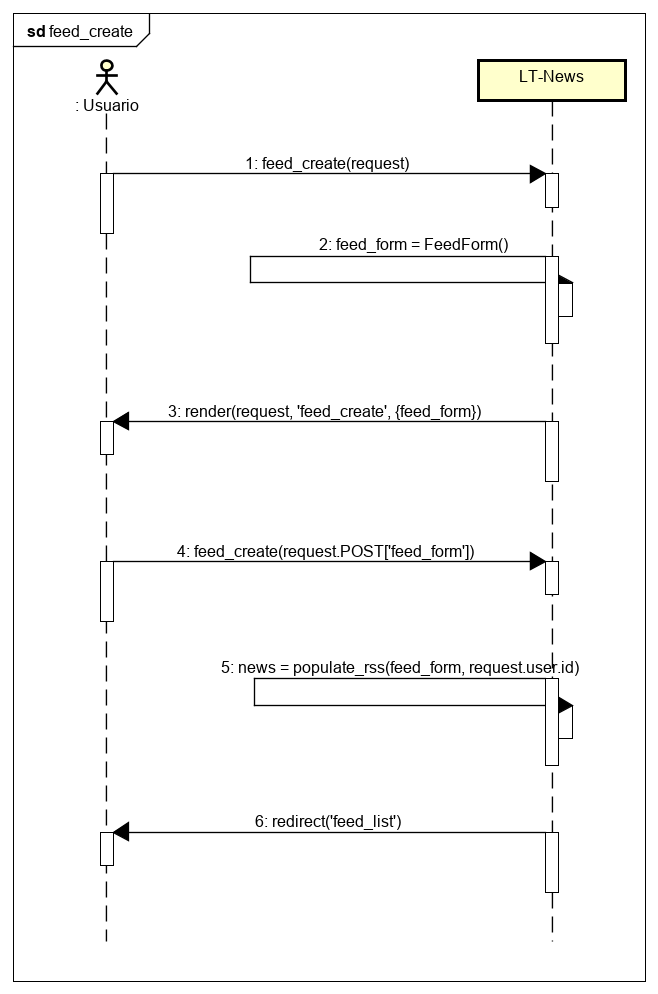 sd feed_create
: Usuario
LT-News
1: feed_create(request)
2: feed_form = FeedForm()
3: render(request, 'feed_create', {feed_form})
4: feed_create(request.POST['feed_form'])
5: news = populate_rss(feed_form, request.user.id)
6: redirect('feed_list')